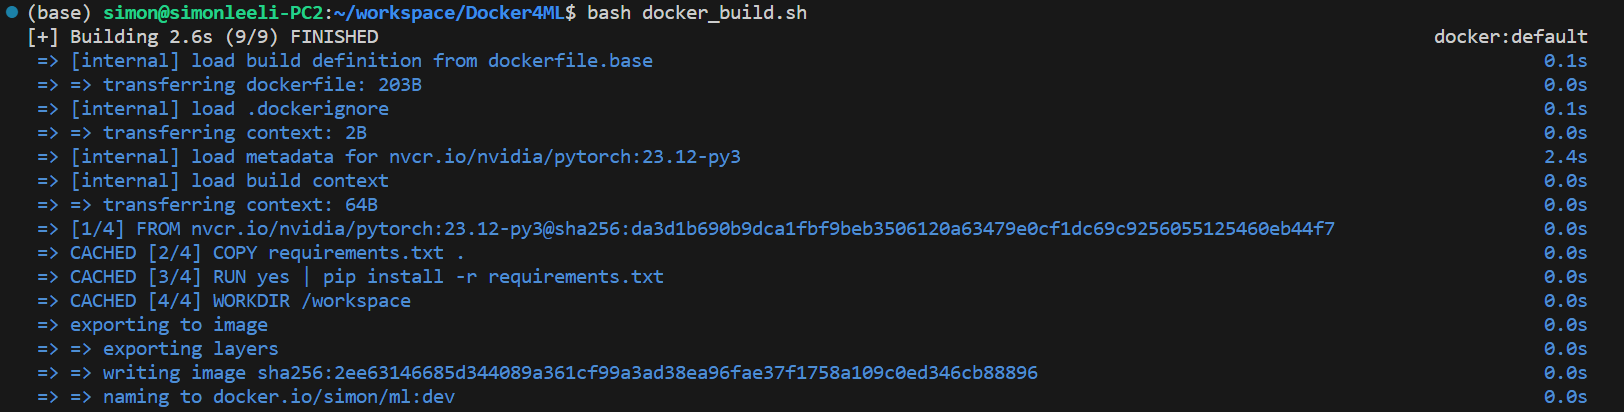 (base) simon@simonleeli-PC2:~/workspace/Docker4ML$ bash docker_build.sh
[+] Building 2.6s (9/9) FINISHED docker:default
=> [internal] load build definition from dockerfile.base 0.1s
=> => transferring dockerfile: 203B 0.0s
=> [internal] load .dockerignore 0.1s
=> => transferring context: 2B 0.0s
=> [internal] load metadata for nvcr.io/nvidia/pytorch:23.12-py3 2.4s
=> [internal] load build context 0.0s
=> => transferring context: 64B 0.0s
=> [1/4] FROM nvcr.io/nvidia/pytorch:23.12-py3@sha256:da3d1b690b9dca1fbf9beb3506120a63479e0cf1dc69c9256055125460eb44f7 0.0s
=> CACHED [2/4] COPY requirements.txt . 0.0s
=> CACHED [3/4] RUN yes | pip install -r requirements.txt 0.0s
=> CACHED [4/4] WORKDIR /workspace 0.0s
=> exporting to image 0.0s
=> => exporting layers 0.0s
=> => writing image sha256:2ee63146685d344089a361cf99a3ad38ea96fae37f1758a109c0ed346cb88896 0.0s
=> => naming to docker.io/simon/ml:dev 0.0s